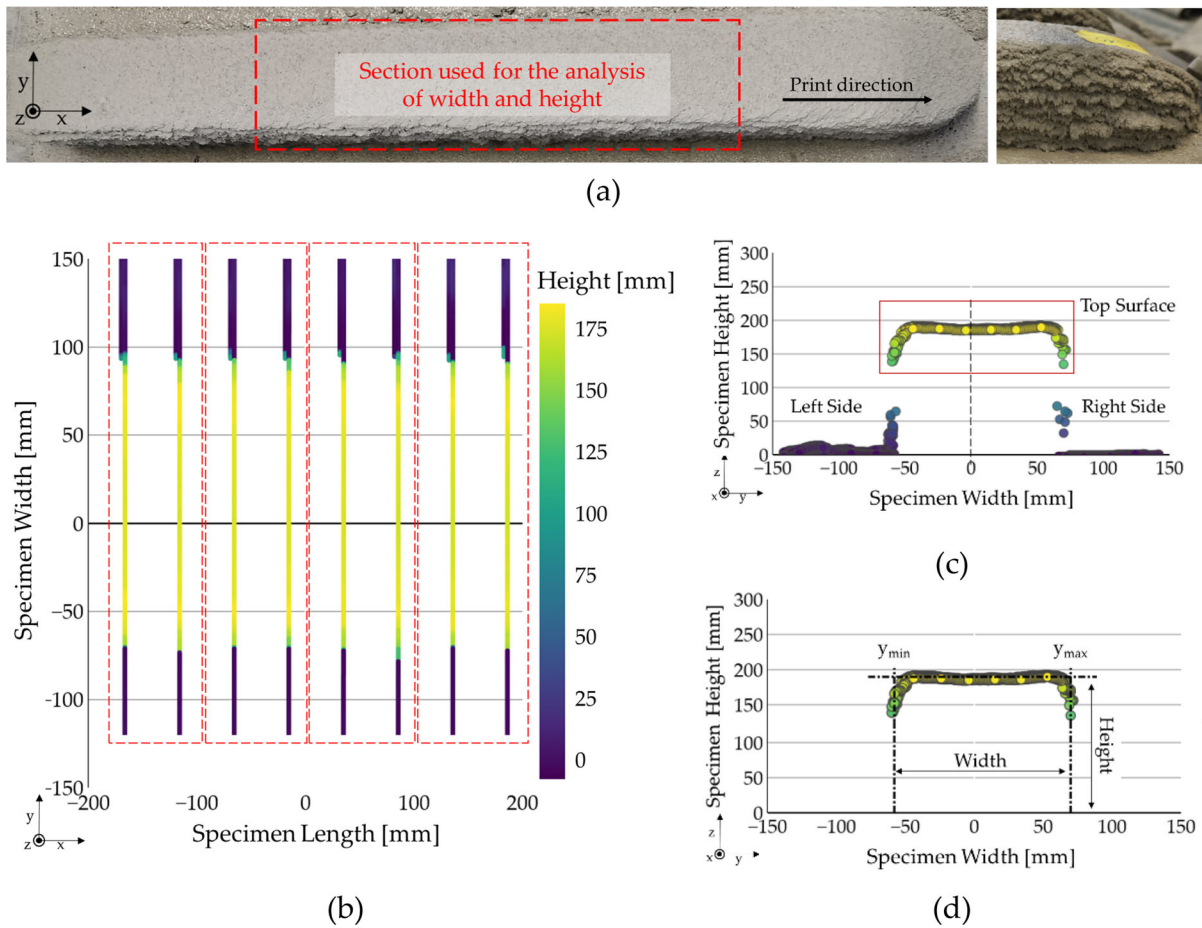 Section used for the analysis
of width and height
Print direction
y
z
x
(a)
150
100
50
0
−50
−100
−150
−200
−100
0
100
200
Specimen Width [mm]
Specimen Length [mm]
y
z
x
Height [mm]
175
150
125
100
75
50
25
0
(b)
300
250
200
150
100
50
0
Specimen Height [mm]
Top Surface
Left Side
Right Side
−150
−100
−50
0
50
100
150
z
x
y
Specimen Width [mm]
(c)
300
250
200
150
100
50
0
Specimen Height [mm]
ymin
ymax
Width
Height
−150
−100
−50
0
50
100
150
z
x
y
Specimen Width [mm]
(d)